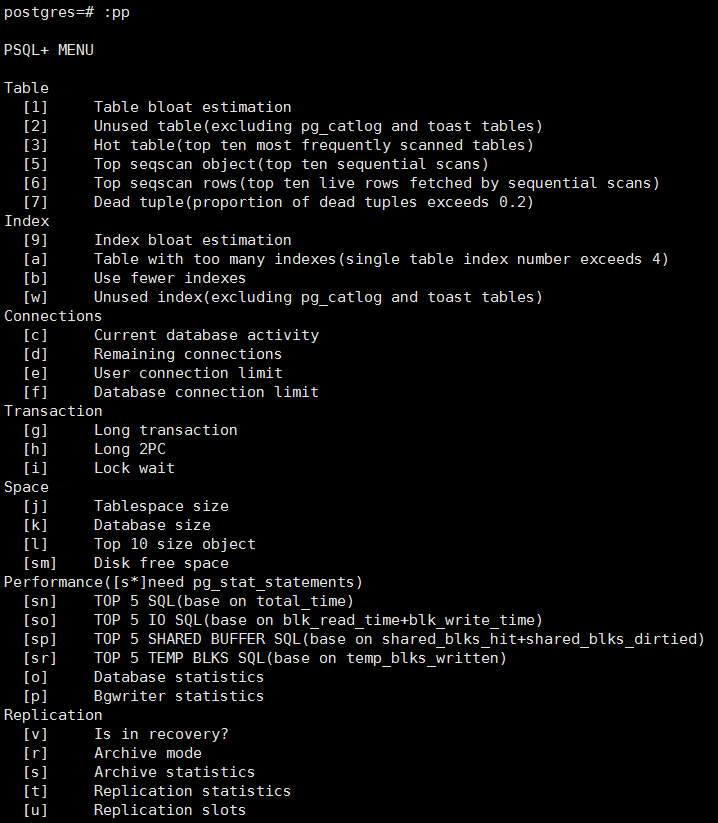 postgres=# :pp
PSQL+ MENU
Table
[1] Table bloat estimation
[2] Unused table(excluding pg_catlog and toast tables)
[3] Hot table(top ten most frequently scanned tables)
[5] Top seqscan object(top ten sequential scans)
[6] Top seqscan rows(top ten live rows fetched by sequential scans)
[7] Dead tuple(proportion of dead tuples exceeds 0.2)
Index
[9] Index bloat estimation
[a] Table with too many indexes(single table index number exceeds 4)
[b] Use fewer indexes
[w] Unused index(excluding pg_catlog and toast tables)
Connections
[c] Current database activity
[d] Remaining connections
[e] User connection limit
[f] Database connection limit
Transaction
[g] Long transaction
[h] Long 2PC
[i] Lock wait
Space
[j] Tablespace size
[k] Database size
[l] Top 10 size object
[sm] Disk free space
Performance([s*]need pg_stat_statements)
[sn] TOP 5 SQL(base on total_time)
[so] TOP 5 IO SQL(base on blk_read_time+blk_write_time)
[sp] TOP 5 SHARED BUFFER SQL(base on shared_blks_hit+shared_blks_dirtied)
[sr] TOP 5 TEMP BLKS SQL(base on temp_blks_written)
[o] Database statistics
[p] Bgwriter statistics
Replication
[v] Is in recovery?
[r] Archive mode
[s] Archive statistics
[t] Replication statistics
[u] Replication slots